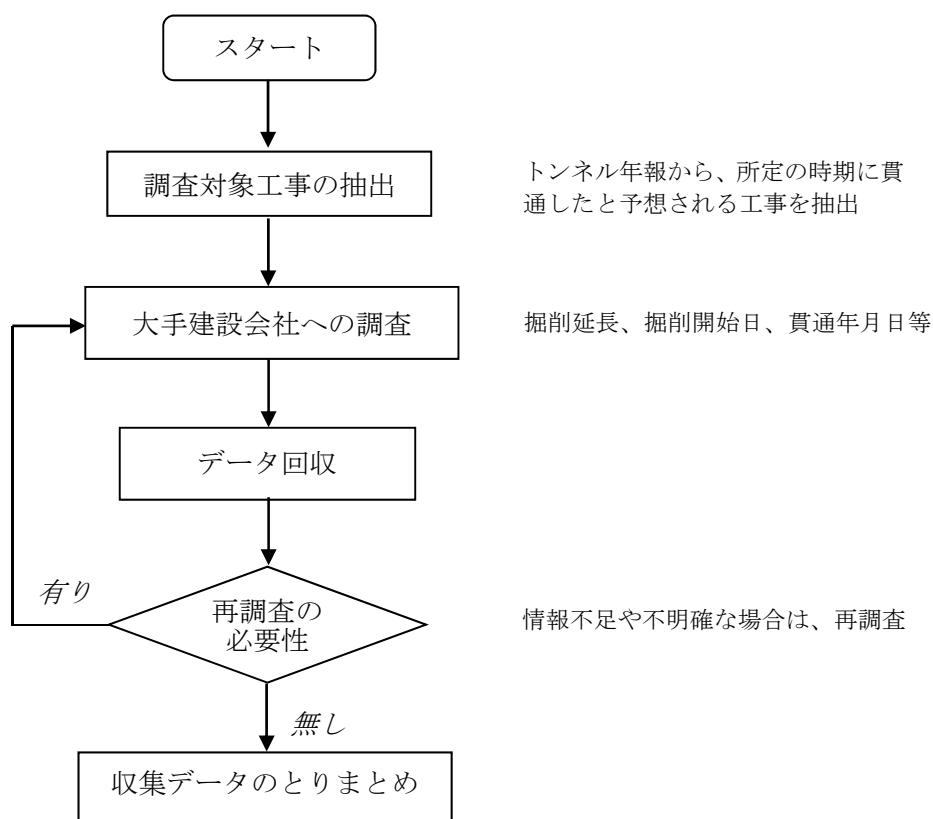 スタート
調査対象工事の抽出
トンネル年報から、所定の時期に貫
通したと予想される工事を抽出
大手建設会社への調査
掘削延長、掘削開始日、貫通年月日等
データ回収
有り
再調査の
必要性
情報不足や不明確な場合は、再調査
無し
収集データのとりまとめ